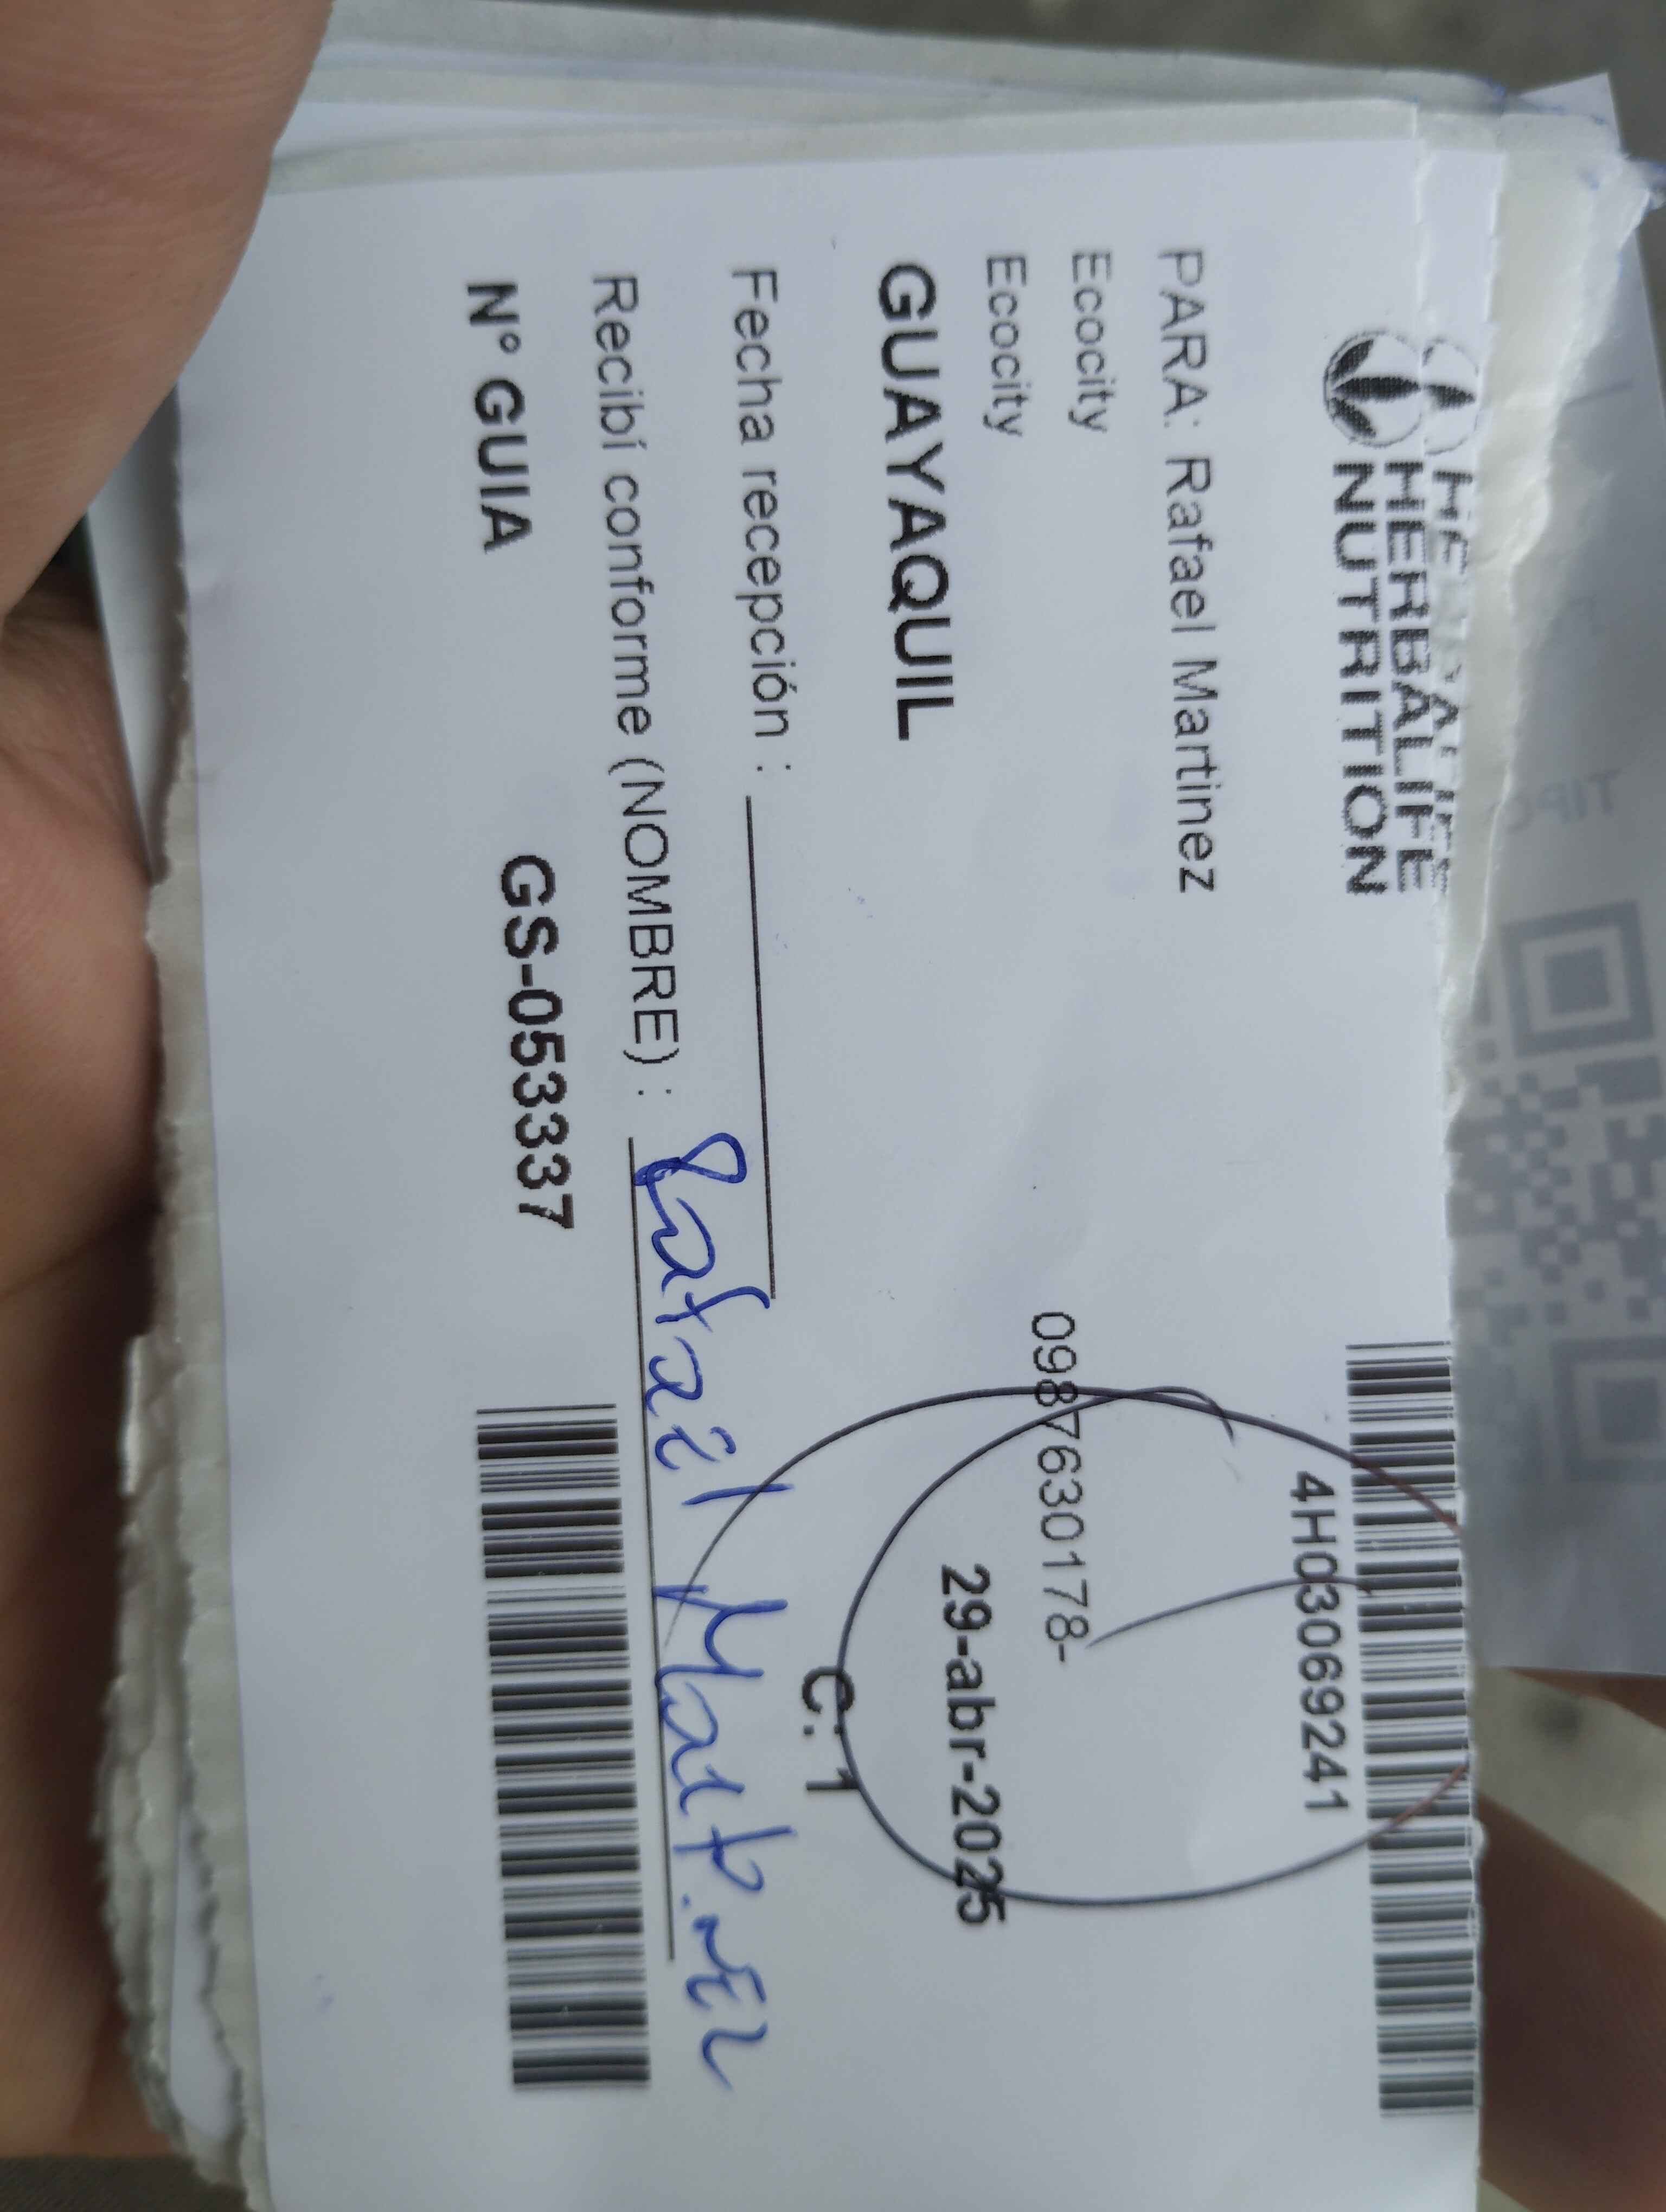 HERBALIFE
NUTRITION
4H03069241
PARA: Rafael Martinez
Ecocity
0987630178-
Ecocity
29-abr-2025
GUAYAQUIL
C: 1
Fecha recepción :
Recibí conforme (NOMBRE) : Rafael Martinez
N° GUIA GS-053337